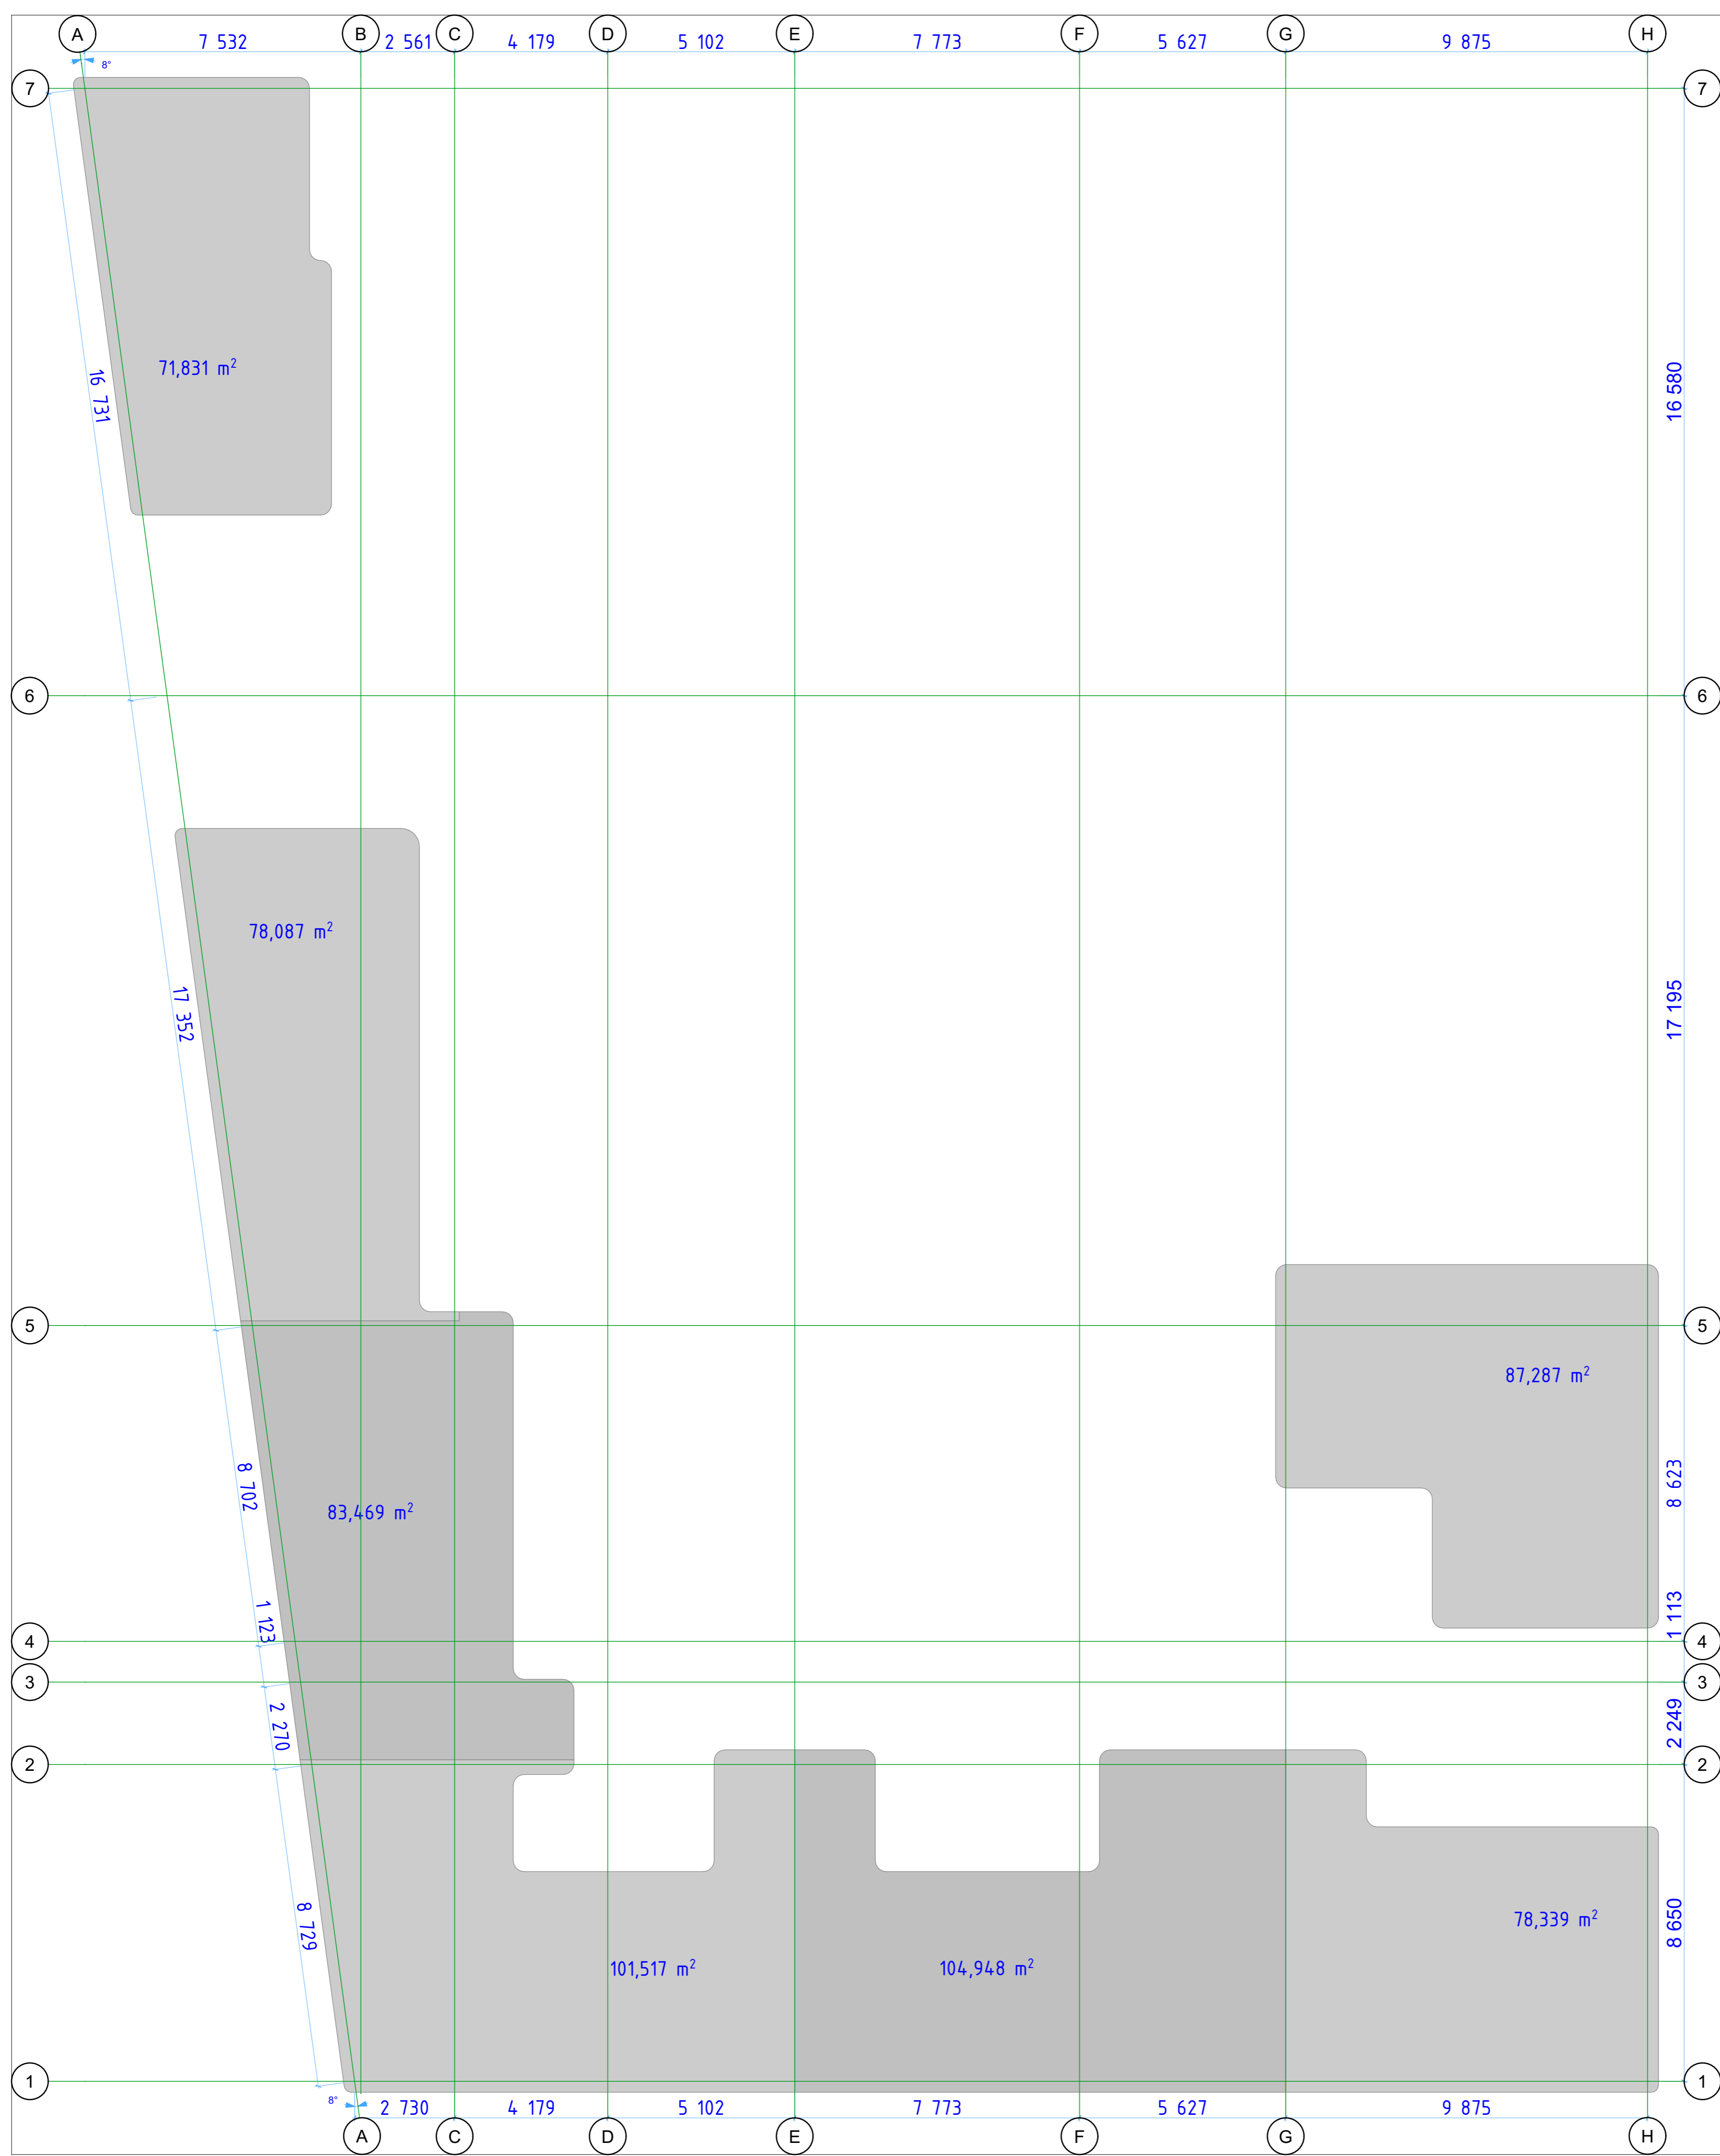 A B C D E F G H
7 532 2 561 4 179 5 102 7 773 5 627 9 875
8°
7 7
71,831 m²
16 731 16 580
6 6
78,087 m²
17 352 17 195
5 5
87,287 m²
8 702 8 623
83,469 m²
1 123 1 113
4 4
3 3
2 270 2 249
2 2
8 729 8 650
78,339 m²
101,517 m² 104,948 m²
1 1
8°
2 730 4 179 5 102 7 773 5 627 9 875
A C D E F G H